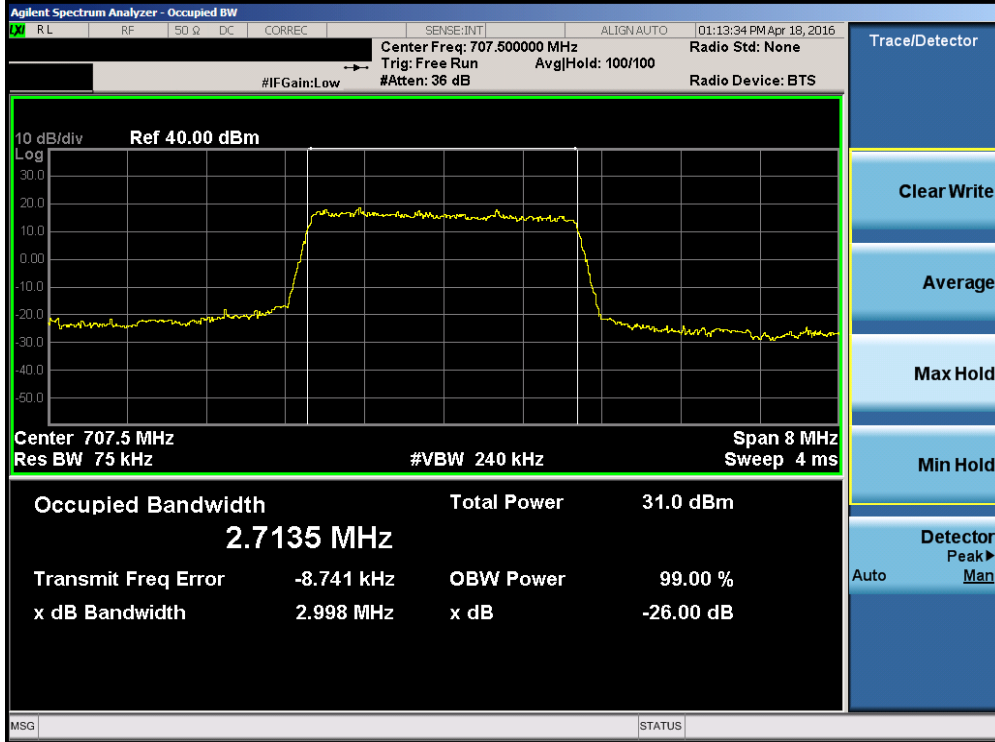 Agilent Spectrum Analyzer - Occupied BW
LXI RL RF 50 Ω DC CORREC SENSE:INT ALIGN AUTO 01:13:34 PM Apr 18, 2016
Center Freq: 707.500000 MHz Radio Std: None
Trig: Free Run Avg|Hold: 100/100
#IFGain:Low #Atten: 36 dB Radio Device: BTS
10 dB/div Ref 40.00 dBm
Log
30.0
20.0
10.0
0.00
-10.0
-20.0
-30.0
-40.0
-50.0
Center 707.5 MHz Span 8 MHz
Res BW 75 kHz #VBW 240 kHz Sweep 4 ms
Occupied Bandwidth Total Power 31.0 dBm
2.7135 MHz
Transmit Freq Error -8.741 kHz OBW Power 99.00 %
x dB Bandwidth 2.998 MHz x dB -26.00 dB
MSG STATUS
Trace/Detector
Clear Write
Average
Max Hold
Min Hold
Detector
Peak▶
Auto Man